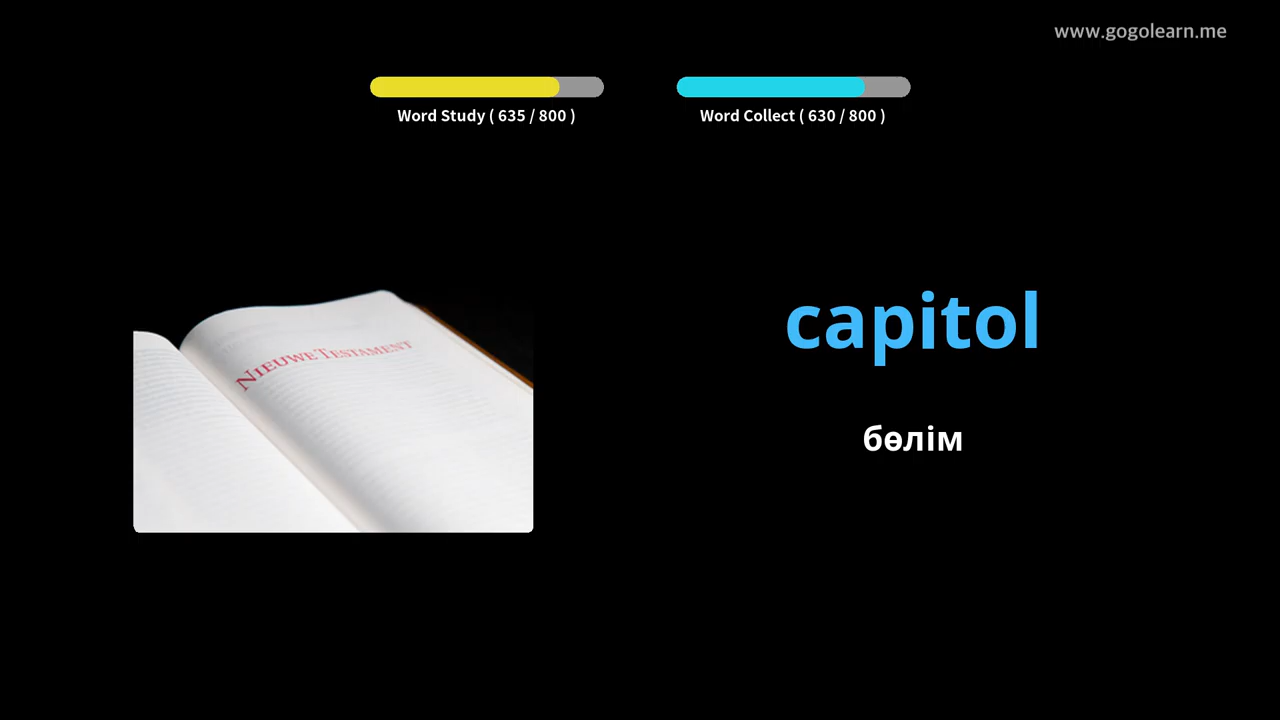 www.gogolearn.me
Word Study ( 635 / 800 )
Word Collect ( 630 / 800 )
NIEUWE TESTAMENT
capitol
бөлім